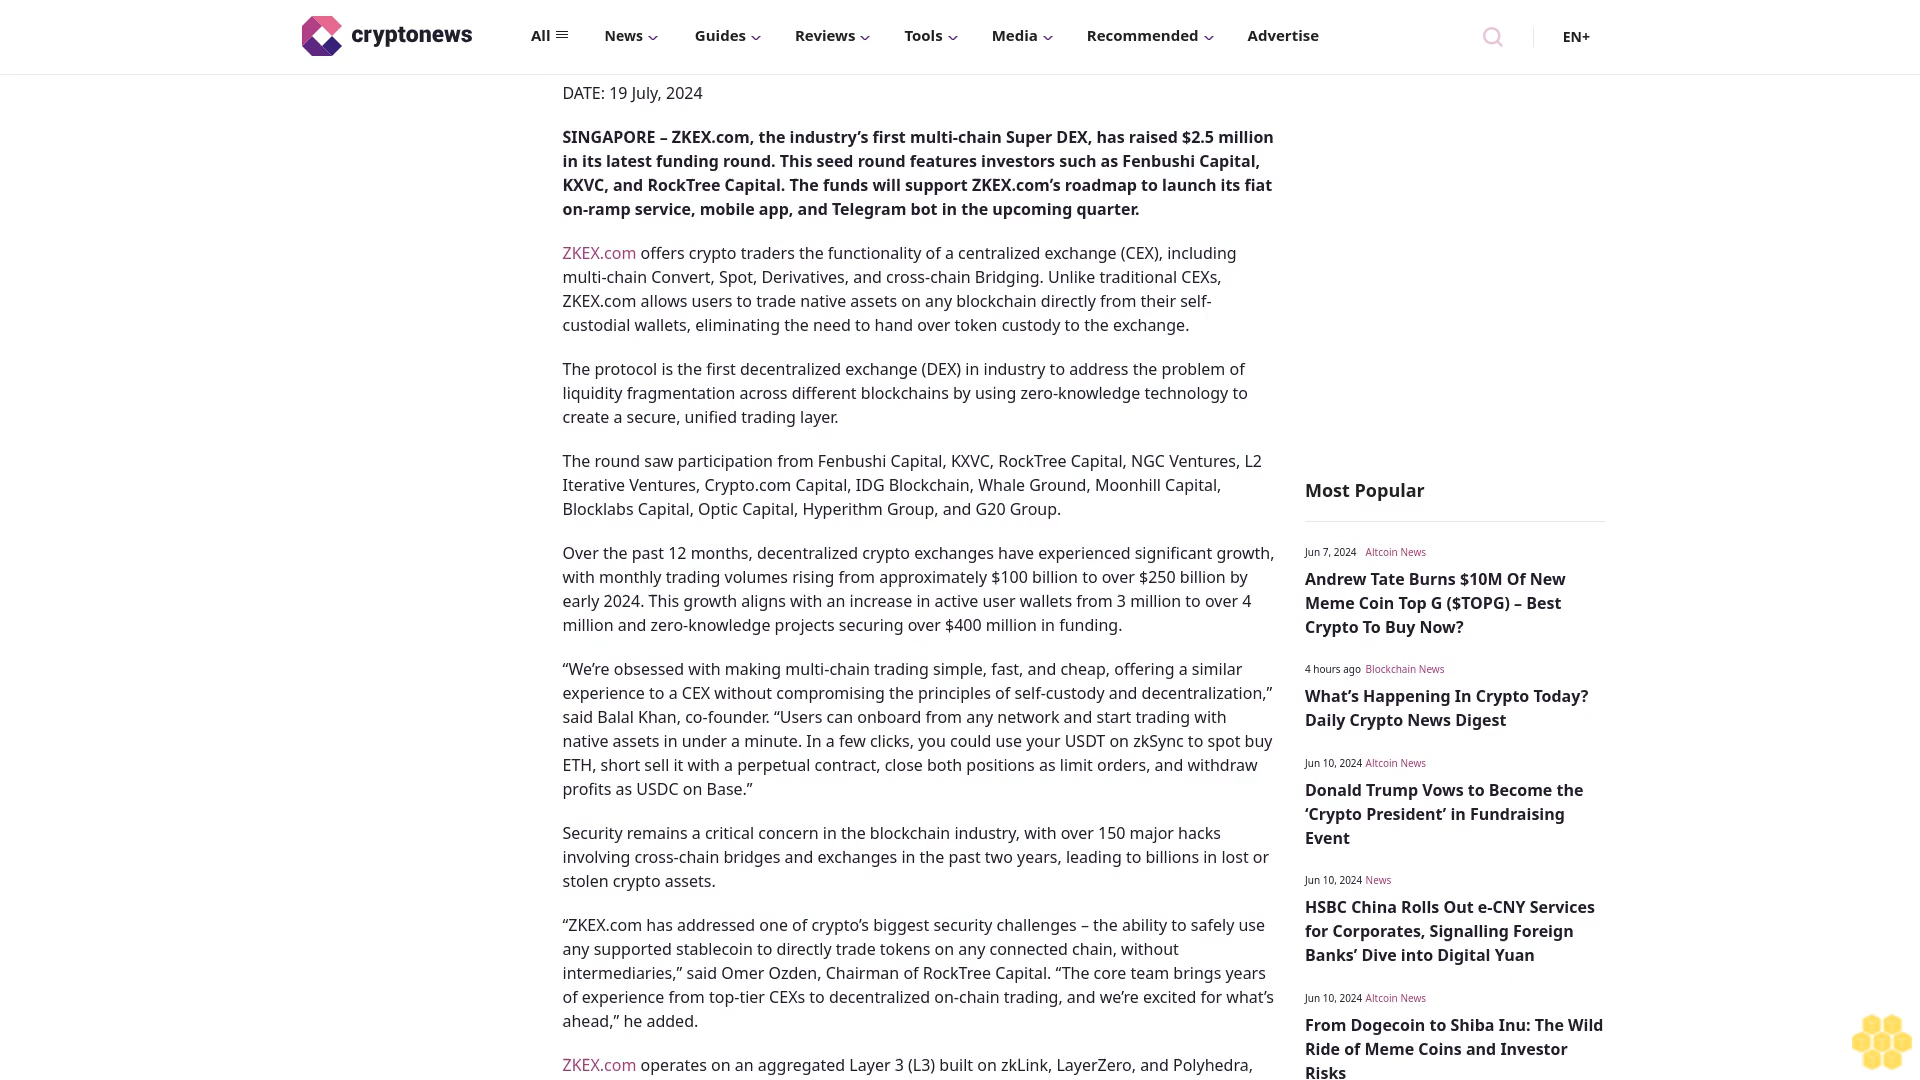 cryptonews
All
News
Guides
Reviews
Tools
Media
Recommended
Advertise
EN+
DATE: 19 July, 2024
SINGAPORE – ZKEX.com, the industry’s first multi-chain Super DEX, has raised $2.5 million
in its latest funding round. This seed round features investors such as Fenbushi Capital,
KXVC, and RockTree Capital. The funds will support ZKEX.com’s roadmap to launch its fiat
on-ramp service, mobile app, and Telegram bot in the upcoming quarter.
ZKEX.com offers crypto traders the functionality of a centralized exchange (CEX), including
multi-chain Convert, Spot, Derivatives, and cross-chain Bridging. Unlike traditional CEXs,
ZKEX.com allows users to trade native assets on any blockchain directly from their self-
custodial wallets, eliminating the need to hand over token custody to the exchange.
The protocol is the first decentralized exchange (DEX) in industry to address the problem of
liquidity fragmentation across different blockchains by using zero-knowledge technology to
create a secure, unified trading layer.
The round saw participation from Fenbushi Capital, KXVC, RockTree Capital, NGC Ventures, L2
Iterative Ventures, Crypto.com Capital, IDG Blockchain, Whale Ground, Moonhill Capital,
Blocklabs Capital, Optic Capital, Hyperithm Group, and G20 Group.
Over the past 12 months, decentralized crypto exchanges have experienced significant growth,
with monthly trading volumes rising from approximately $100 billion to over $250 billion by
early 2024. This growth aligns with an increase in active user wallets from 3 million to over 4
million and zero-knowledge projects securing over $400 million in funding.
“We’re obsessed with making multi-chain trading simple, fast, and cheap, offering a similar
experience to a CEX without compromising the principles of self-custody and decentralization,”
said Balal Khan, co-founder. “Users can onboard from any network and start trading with
native assets in under a minute. In a few clicks, you could use your USDT on zkSync to spot buy
ETH, short sell it with a perpetual contract, close both positions as limit orders, and withdraw
profits as USDC on Base.”
Security remains a critical concern in the blockchain industry, with over 150 major hacks
involving cross-chain bridges and exchanges in the past two years, leading to billions in lost or
stolen crypto assets.
“ZKEX.com has addressed one of crypto’s biggest security challenges – the ability to safely use
any supported stablecoin to directly trade tokens on any connected chain, without
intermediaries,” said Omer Ozden, Chairman of RockTree Capital. “The core team brings years
of experience from top-tier CEXs to decentralized on-chain trading, and we’re excited for what’s
ahead,” he added.
ZKEX.com operates on an aggregated Layer 3 (L3) built on zkLink, LayerZero, and Polyhedra,
Most Popular
Jun 7, 2024 Altcoin News
Andrew Tate Burns $10M Of New
Meme Coin Top G ($TOPG) – Best
Crypto To Buy Now?
4 hours ago Blockchain News
What’s Happening In Crypto Today?
Daily Crypto News Digest
Jun 10, 2024 Altcoin News
Donald Trump Vows to Become the
‘Crypto President’ in Fundraising
Event
Jun 10, 2024 News
HSBC China Rolls Out e-CNY Services
for Corporates, Signalling Foreign
Banks’ Dive into Digital Yuan
Jun 10, 2024 Altcoin News
From Dogecoin to Shiba Inu: The Wild
Ride of Meme Coins and Investor
Risks